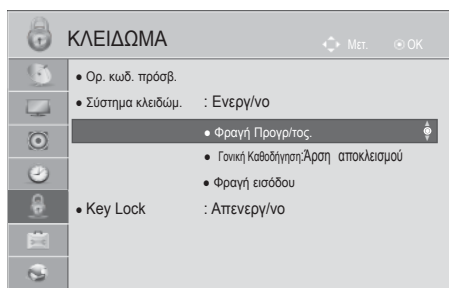 ΚΛΕΙΔΩΜΑ
Μετ. ⊙ OK
● Ορ. κωδ. πρόσβ.
● Σύστημα κλειδώμ. : Ενεργ/νο
● Φραγή Προγρ/τος.
● Γονική Καθοδήγηση:Άρση αποκλεισμού
● Φραγή εισόδου
● Key Lock : Απενεργ/νο